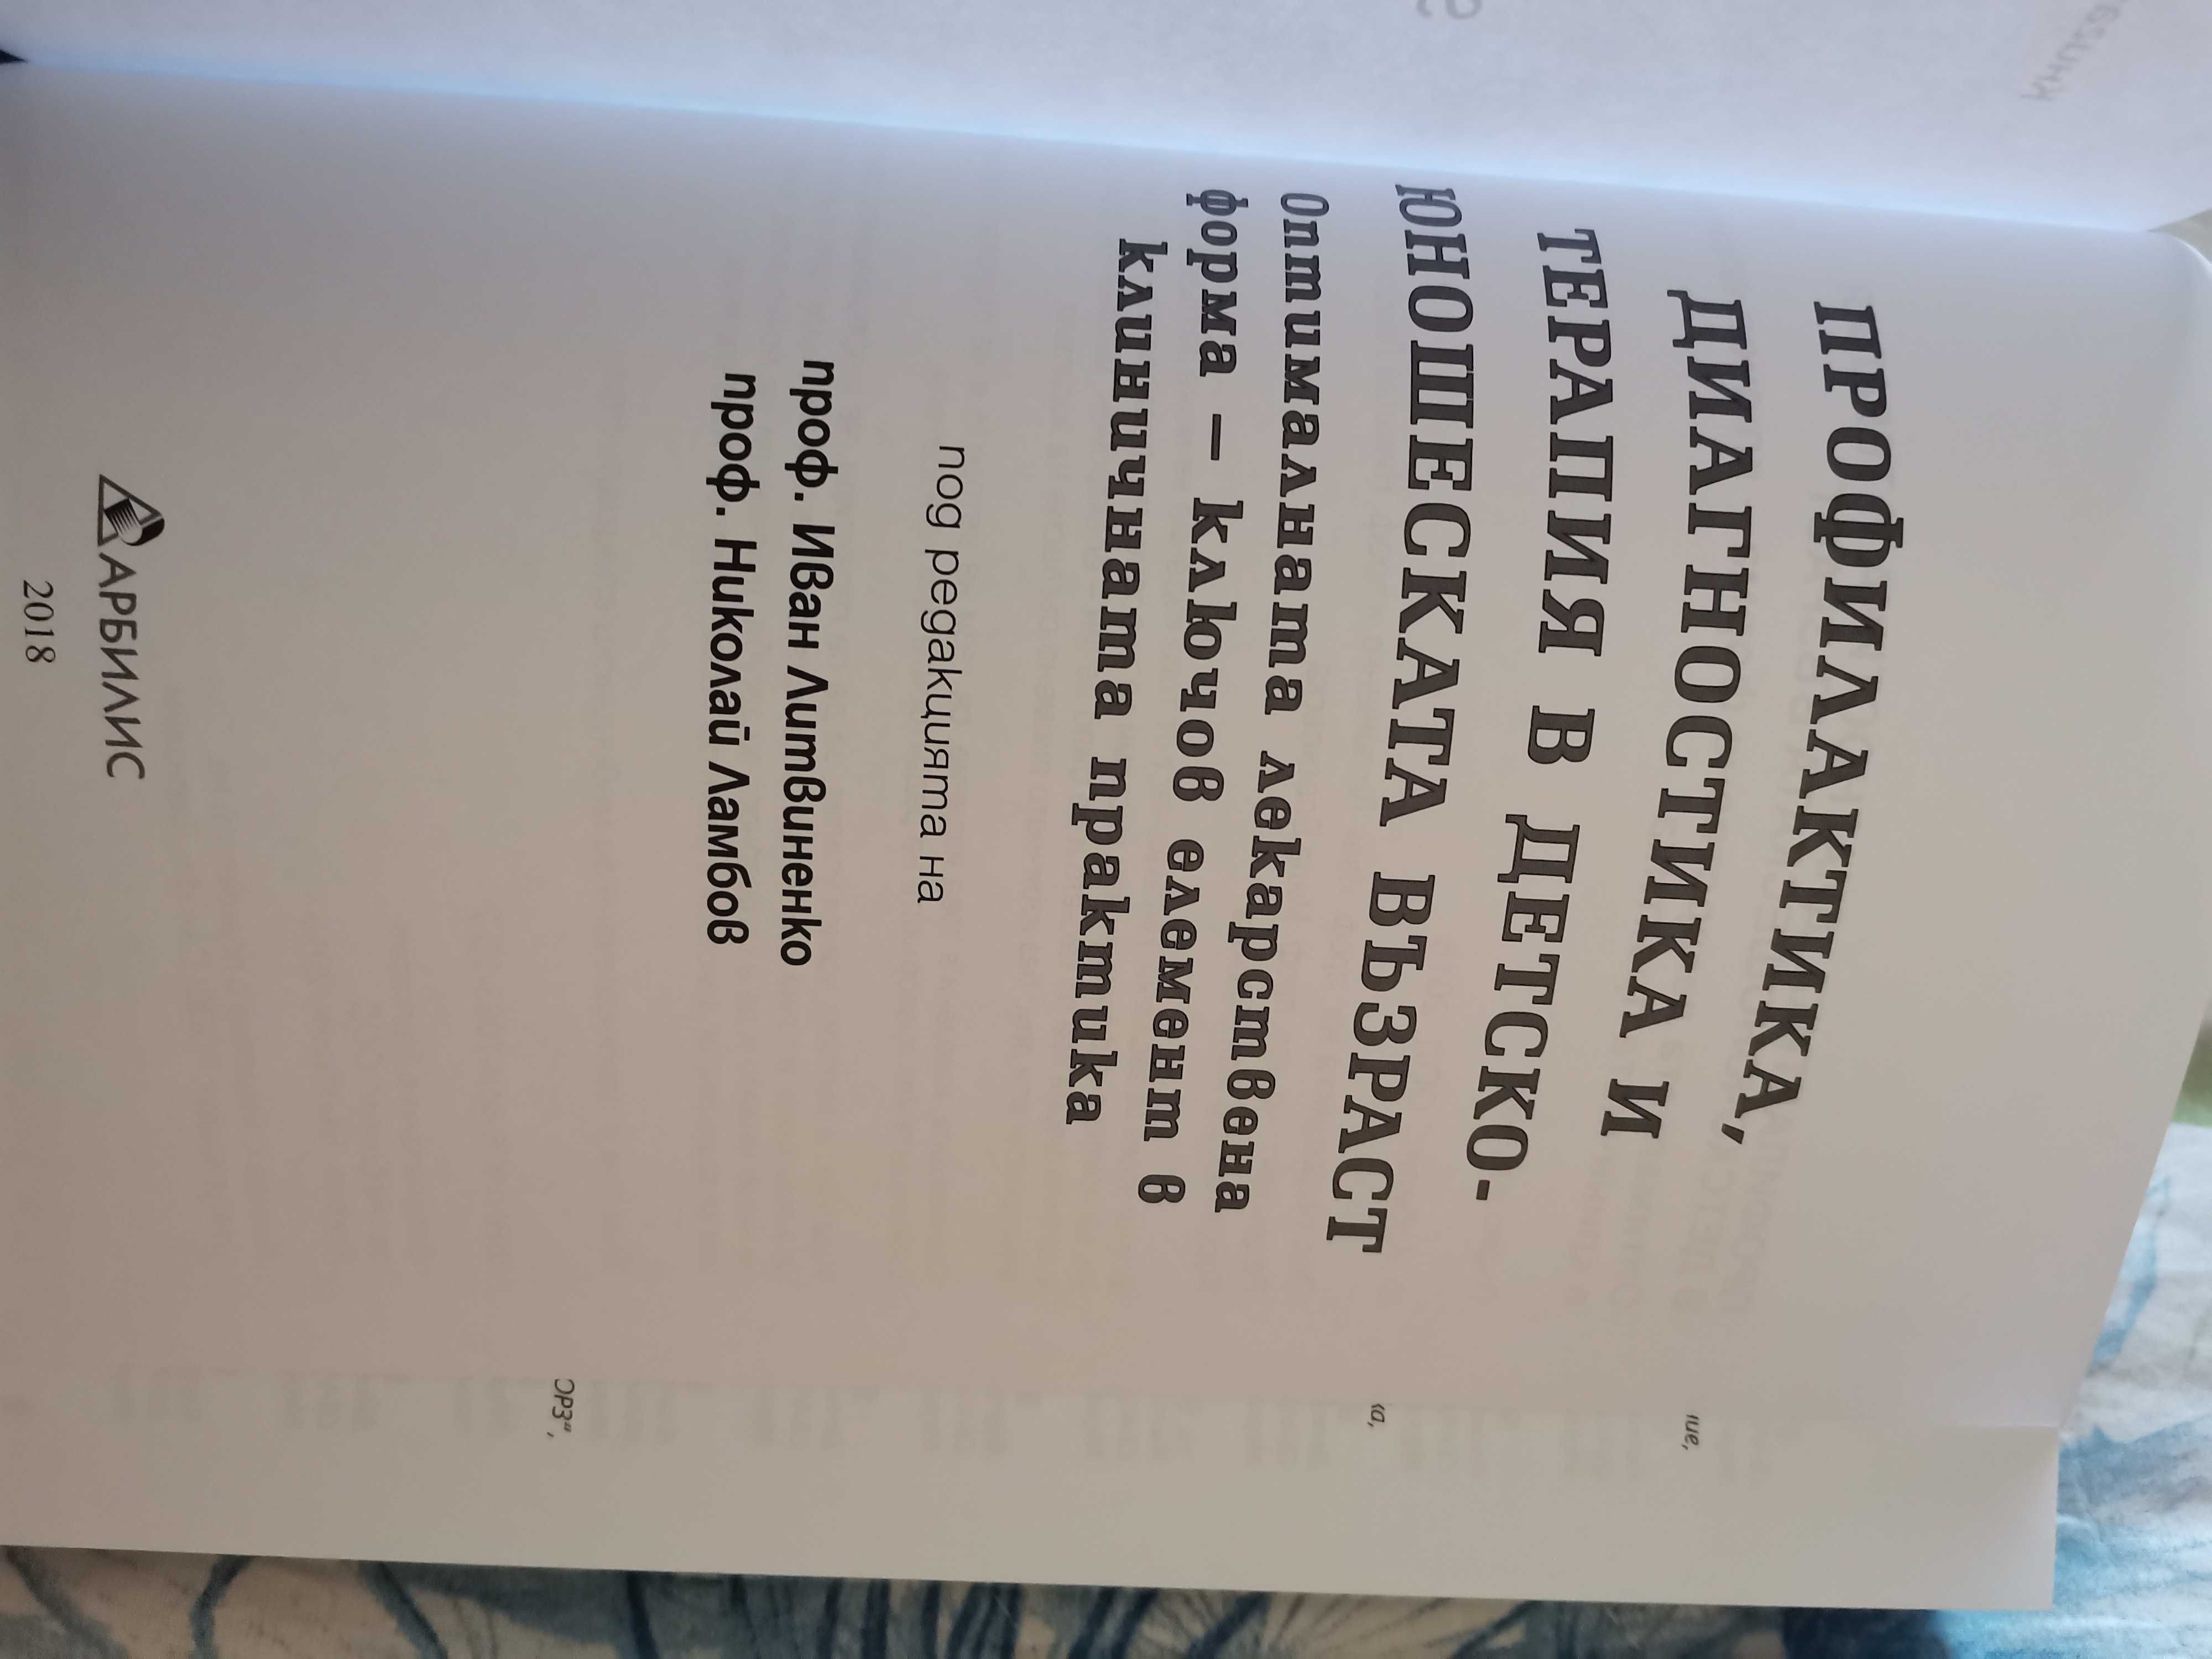 ПРОФИЛАКТИКА,
ДИАГНОСТИКА И
ТЕРАПИЯ В ДЕТСКО-
ЮНОШЕСКАТА ВЪЗРАСТ
Оптималната лекарствена
форма – ключов елемент в
клиничната практика
под редакцията на
проф. Иван Литвиненко
проф. Николай Ламбов
АРБИЛИС
2018